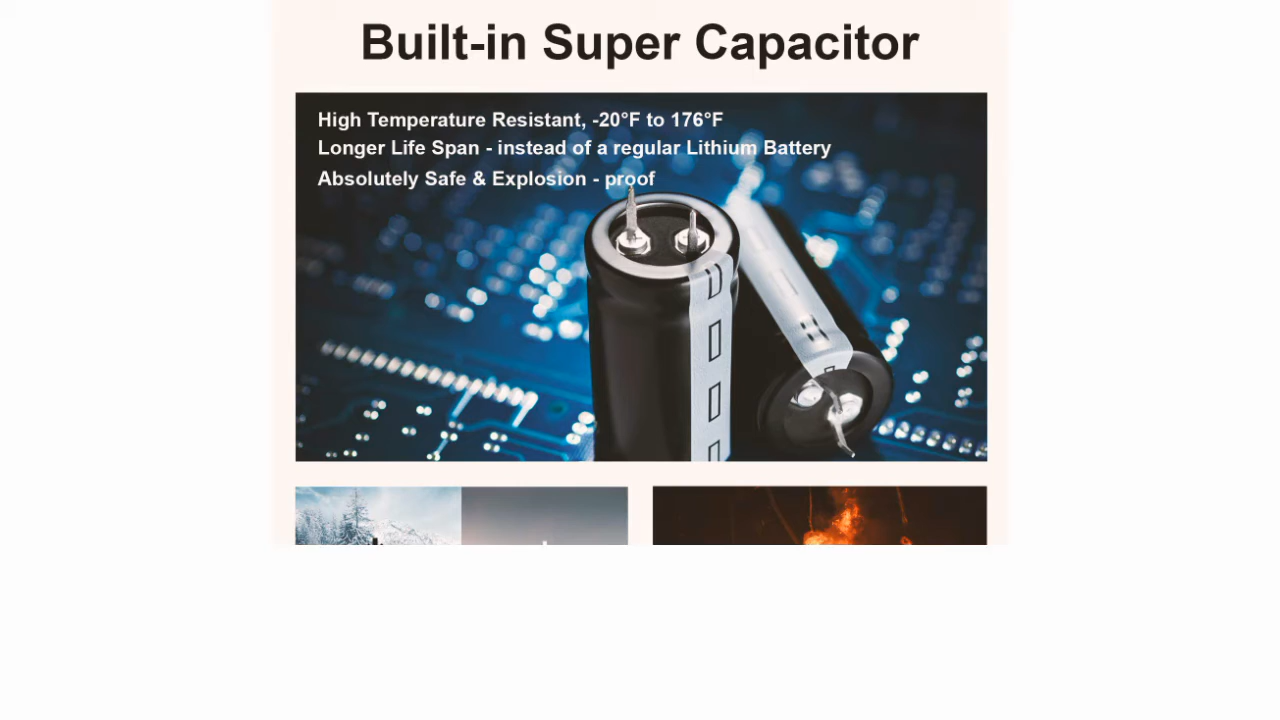 Built-in Super Capacitor
High Temperature Resistant, -20°F to 176°F
Longer Life Span - instead of a regular Lithium Battery
Absolutely Safe & Explosion - proof